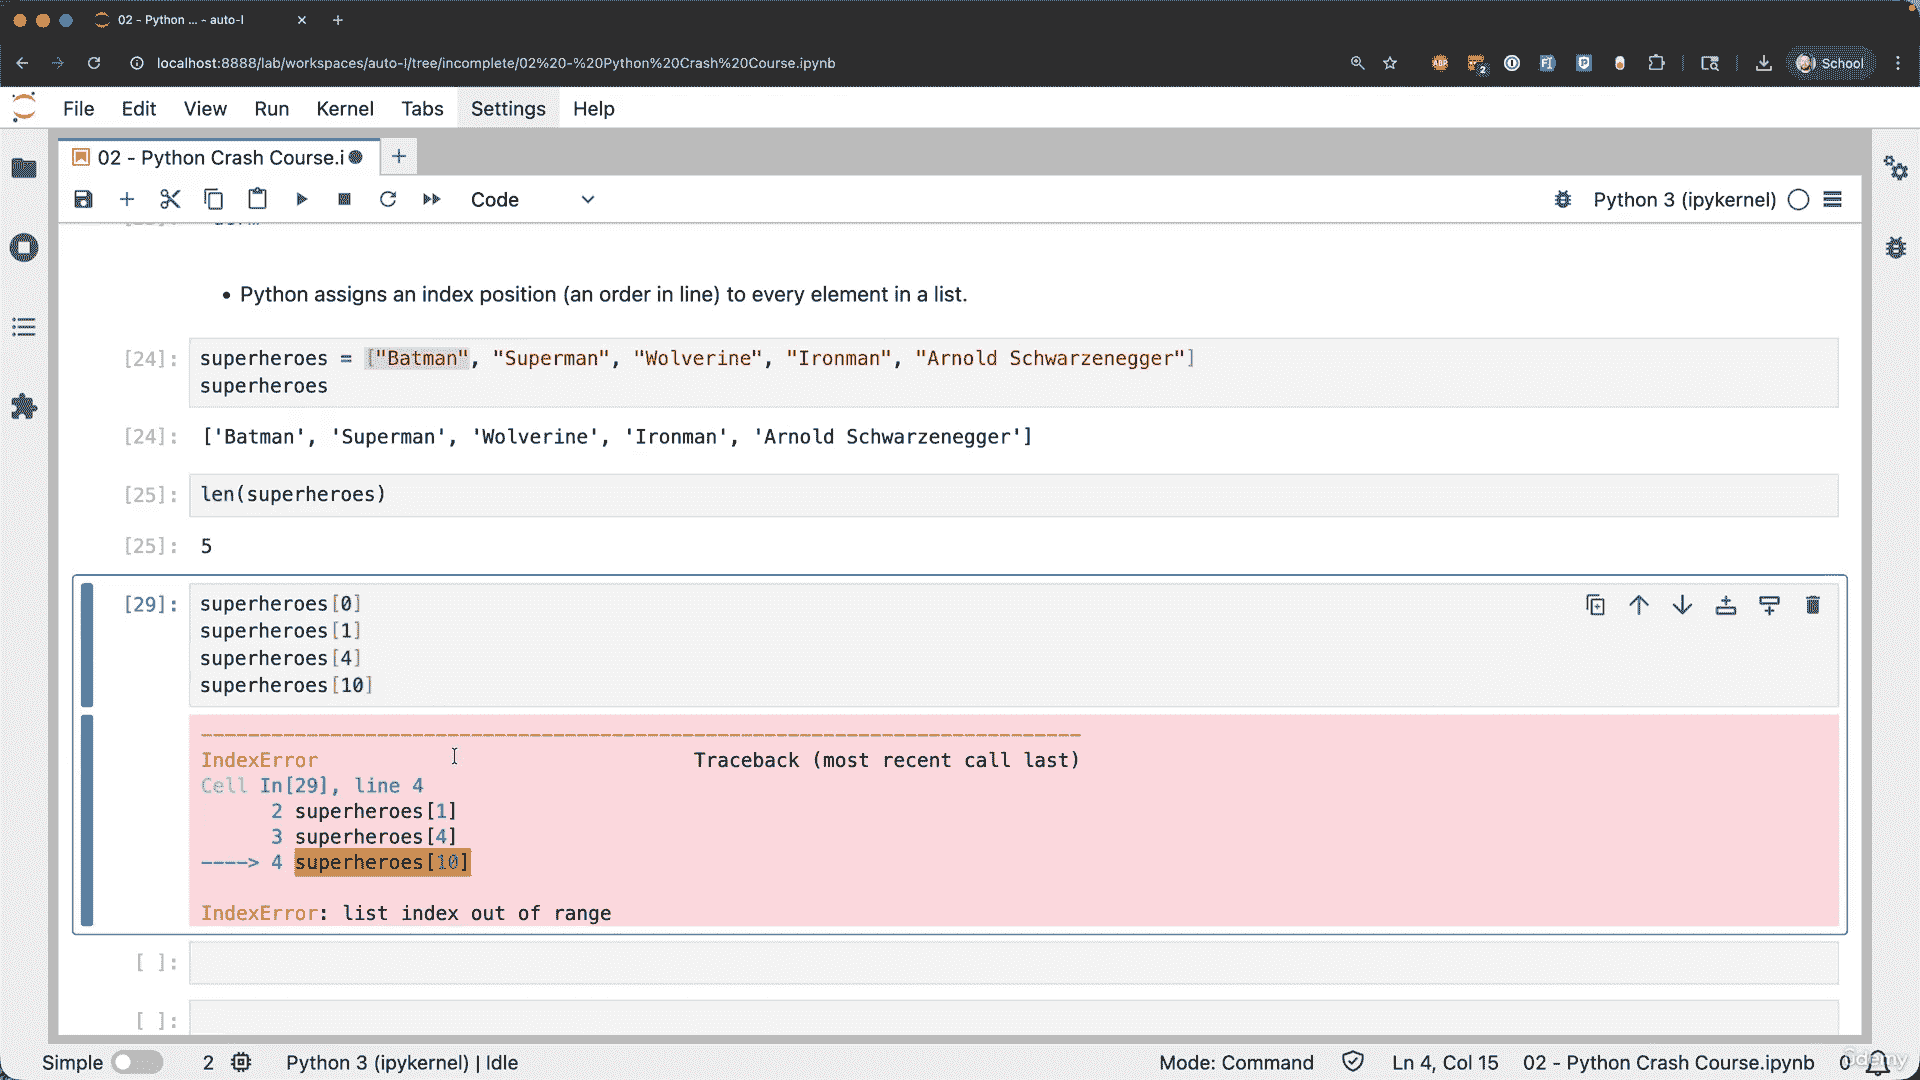 02 - Python ... - auto-I
localhost:8888/lab/workspaces/auto-I/tree/incomplete/02%20-%20Python%20Crash%20Course.ipynb
ABP
2
School
File Edit View Run Kernel Tabs Settings Help
02 - Python Crash Course.i
Code
Python 3 (ipykernel)
Python assigns an index position (an order in line) to every element in a list.
[24]: superheroes = ["Batman", "Superman", "Wolverine", "Ironman", "Arnold Schwarzenegger"]
superheroes
[24]: ['Batman', 'Superman', 'Wolverine', 'Ironman', 'Arnold Schwarzenegger']
[25]: len(superheroes)
[25]: 5
[29]: superheroes[0]
superheroes[1]
superheroes[4]
superheroes[10]
---------------------------------------------------------------------------
IndexError Traceback (most recent call last)
Cell In[29], line 4
2 superheroes[1]
3 superheroes[4]
----> 4 superheroes[10]
IndexError: list index out of range
[ ]:
[ ]:
Simple 2 Python 3 (ipykernel) | Idle Mode: Command Ln 4, Col 15 02 - Python Crash Course.ipynb 0
Udemy